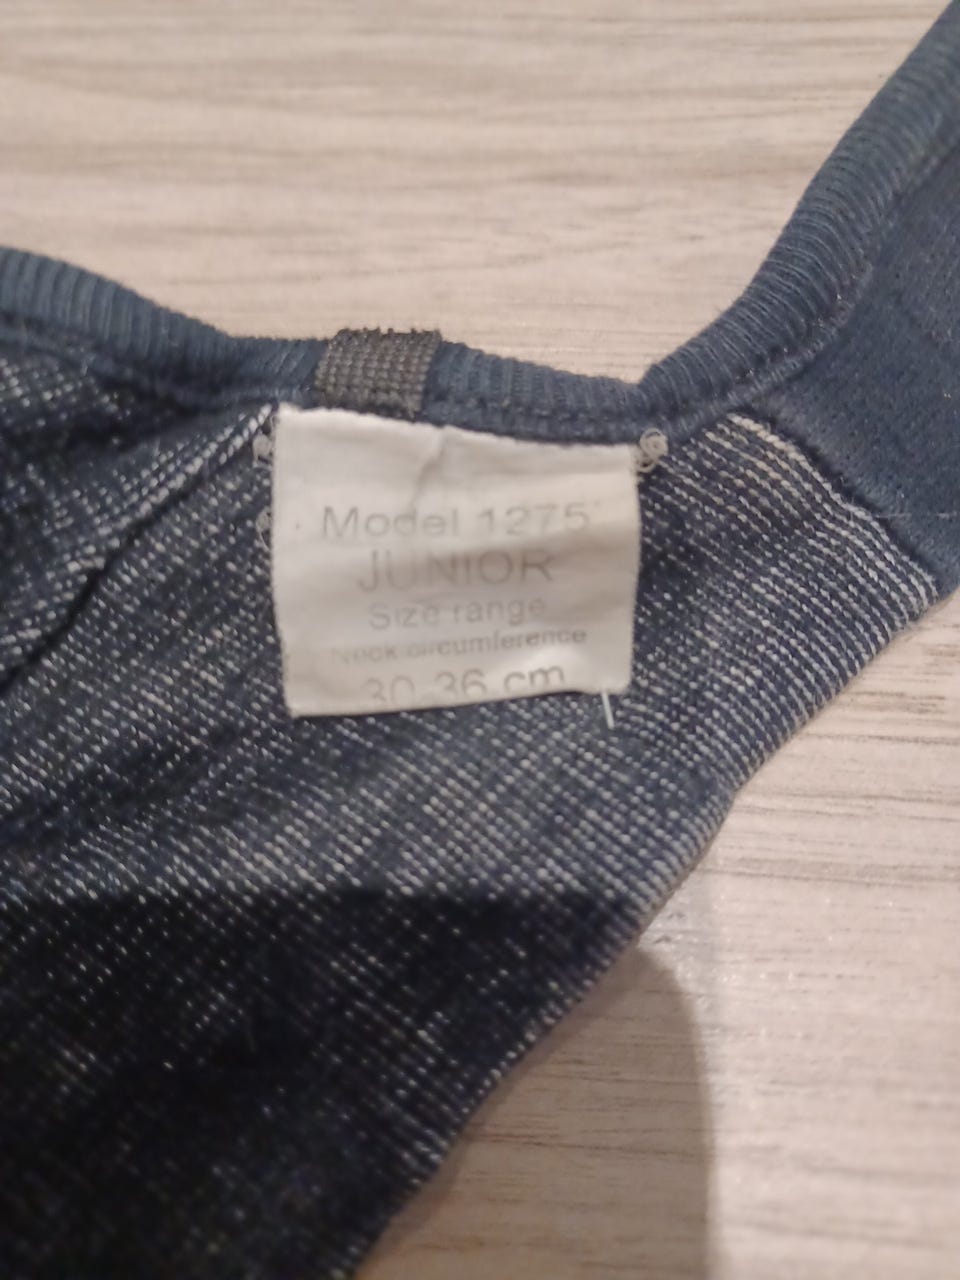 Model 1275
JUNIOR
Size range
Neck circumference
30-36 cm